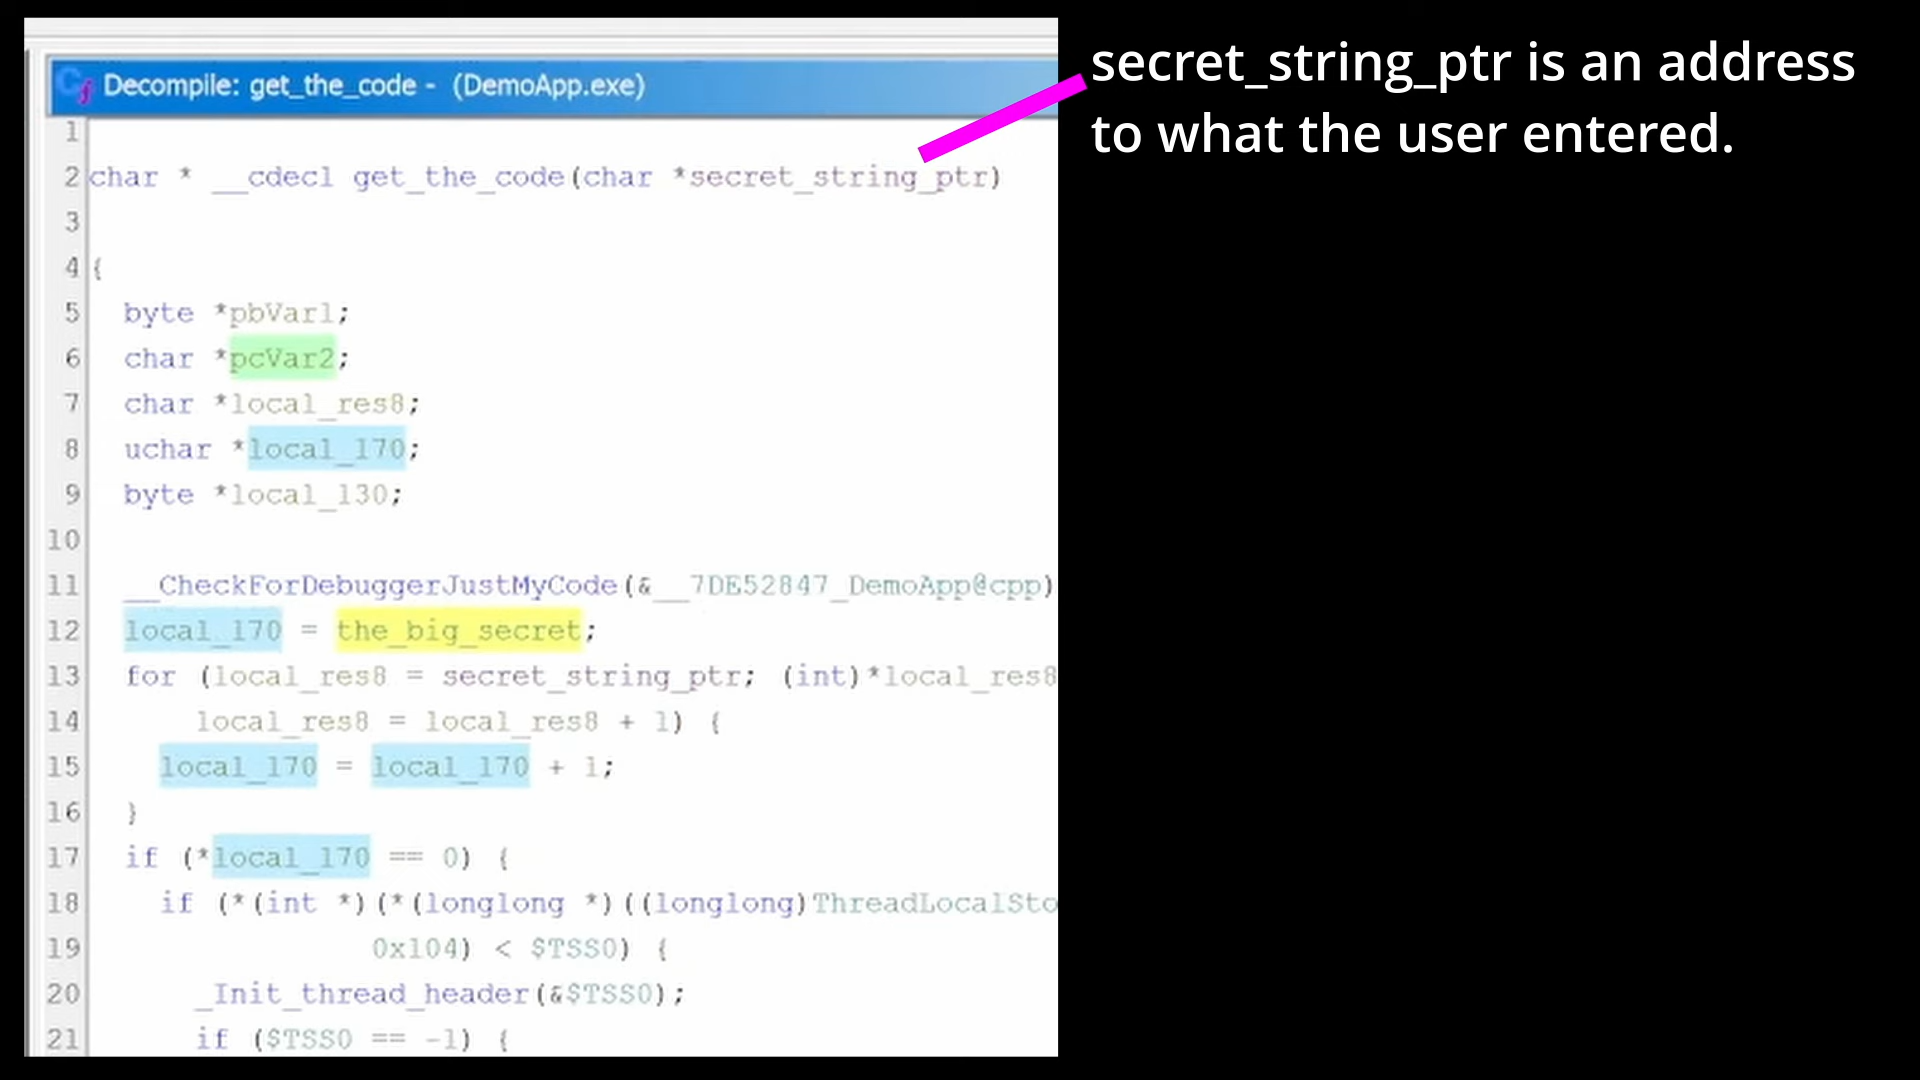 Decompile: get_the_code - (DemoApp.exe)
secret_string_ptr is an address
to what the user entered.
1
2 char * __cdecl get_the_code(char *secret_string_ptr)
3
4 {
5 byte *pbVar1;
6 char *pcVar2;
7 char *local_res8;
8 uchar *local_170;
9 byte *local_130;
10
11 __CheckForDebuggerJustMyCode(&__7DE52847_DemoApp@cpp)
12 local_170 = the_big_secret;
13 for (local_res8 = secret_string_ptr; (int)*local_res8
14 local_res8 = local_res8 + 1) {
15 local_170 = local_170 + 1;
16 }
17 if (*local_170 == 0) {
18 if (*(int *)(*(longlong *)((longlong)ThreadLocalSto
19 0x104) < $TSS0) {
20 _Init_thread_header(&$TSS0);
21 if ($TSS0 == -1) {